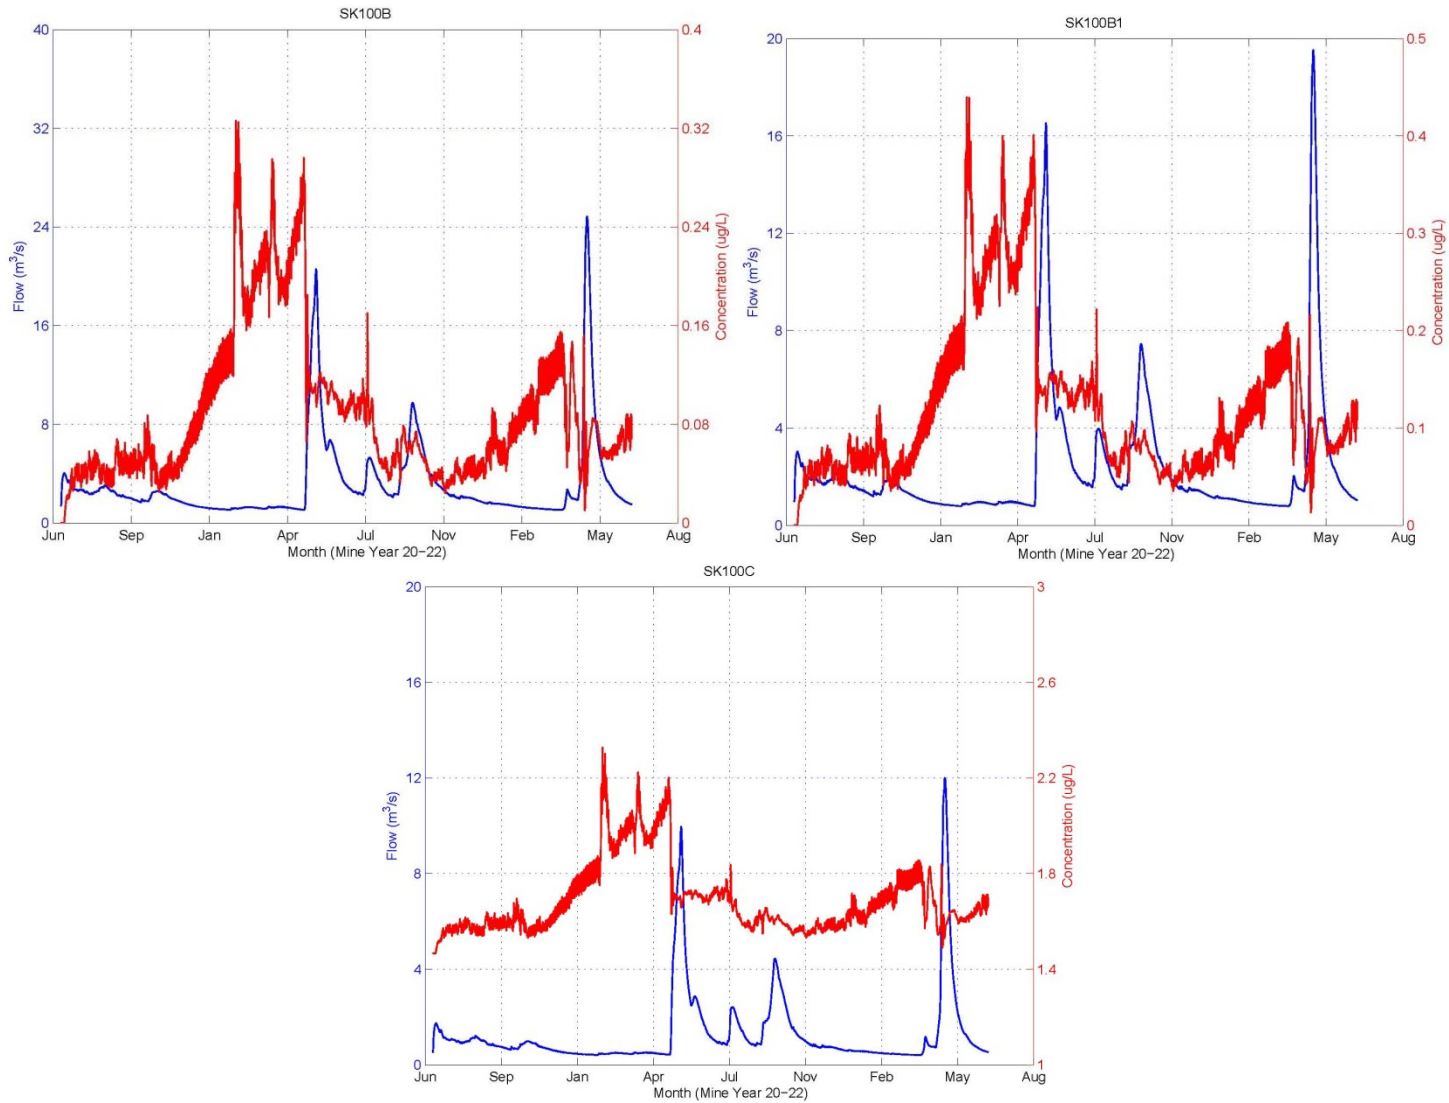 SK100B
40
32
24
16
8
0
Flow (m³/s)
0.4
0.32
0.24
0.16
0.08
0
Concentration (ug/L)
Jun Sep Jan Apr Jul Nov Feb May Aug
Month (Mine Year 20−22)
SK100B1
20
16
12
8
4
0
Flow (m³/s)
0.5
0.4
0.3
0.2
0.1
0
Concentration (ug/L)
Jun Sep Jan Apr Jul Nov Feb May Aug
Month (Mine Year 20−22)
SK100C
20
16
12
8
4
0
Flow (m³/s)
3
2.6
2.2
1.8
1.4
1
Concentration (ug/L)
Jun Sep Jan Apr Jul Nov Feb May Aug
Month (Mine Year 20−22)